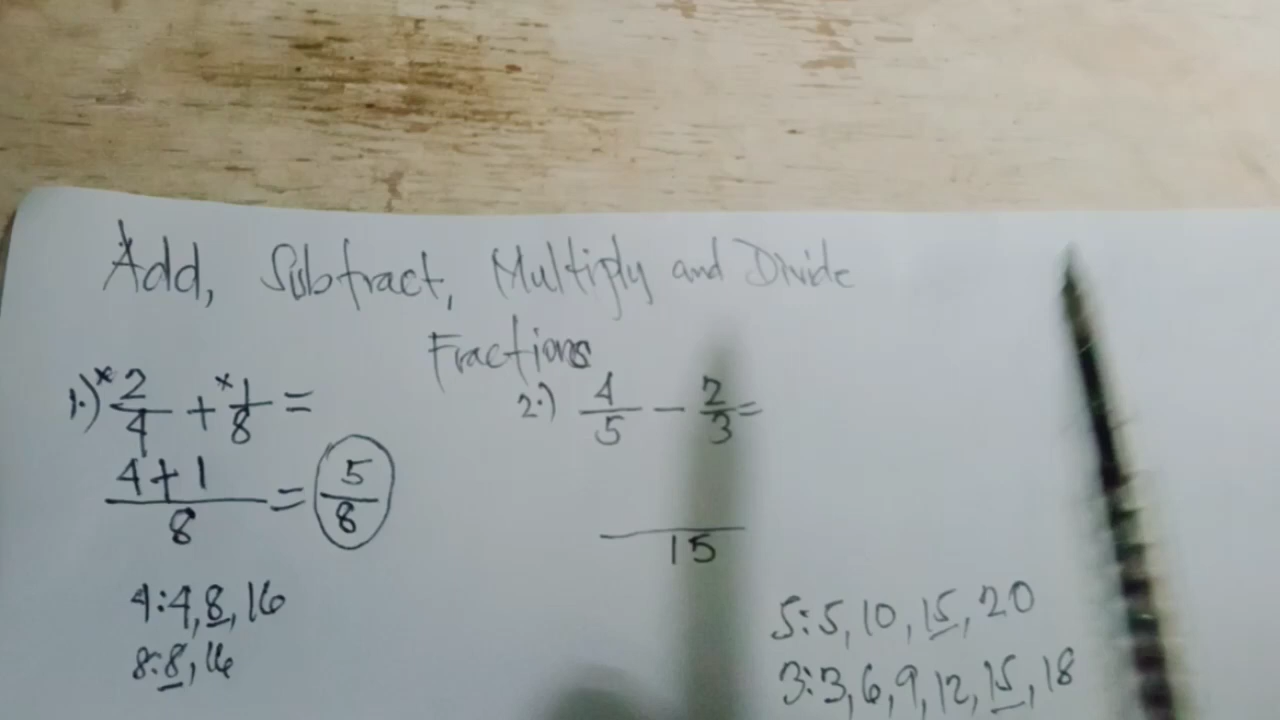 Add, Subtract, Multiply and Divide
Fractions
1.) × 2/4 + × 1/8 =
4+1/8 = 5/8
4:4,8,16
8:8,16
2.) 4/5 - 2/3 =
15
5:5,10,15,20
3:3,6,9,12,15,18